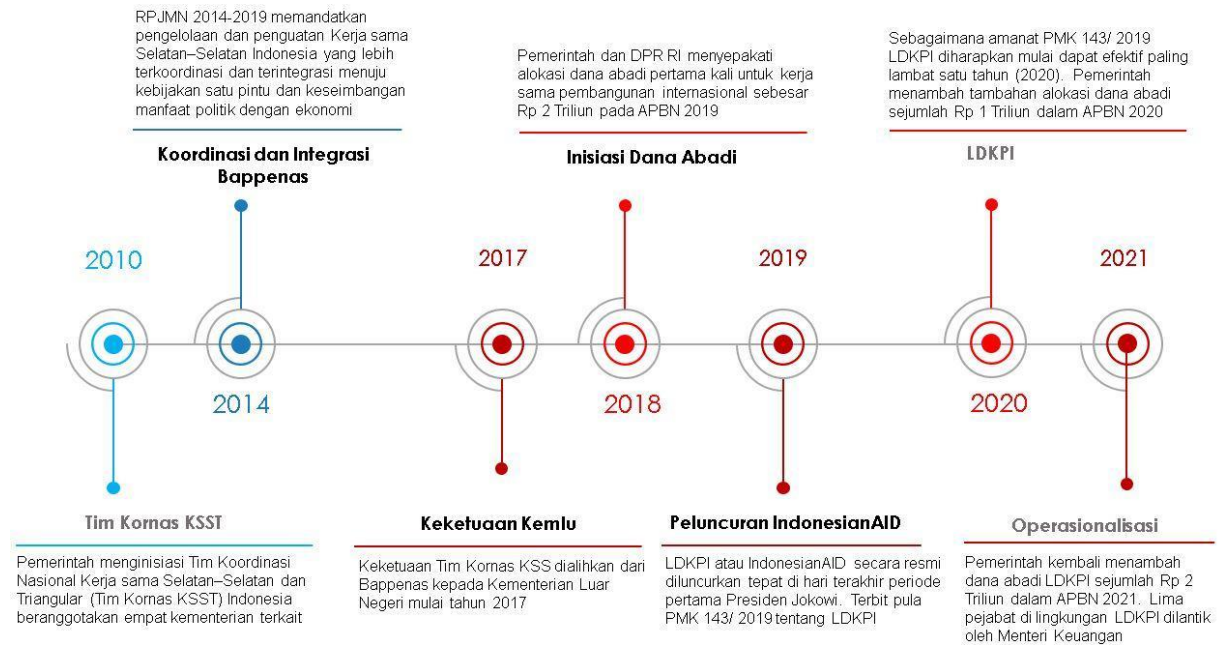 RPJMN 2014-2019 memandatkan
pengelolaan dan penguatan Kerja sama
Selatan–Selatan Indonesia yang lebih
terkoordinasi dan terintegrasi menuju
kebijakan satu pintu dan keseimbangan
manfaat politik dengan ekonomi
Koordinasi dan Integrasi
Bappenas
Pemerintah dan DPR RI menyepakati
alokasi dana abadi pertama kali untuk kerja
sama pembangunan internasional sebesar
Rp 2 Triliun pada APBN 2019
Inisiasi Dana Abadi
Sebagaimana amanat PMK 143/ 2019
LDKPI diharapkan mulai dapat efektif paling
lambat satu tahun (2020). Pemerintah
menambah tambahan alokasi dana abadi
sejumlah Rp 1 Triliun dalam APBN 2020
LDKPI
2010
2014
2017
2018
2019
2020
2021
Tim Kornas KSST
Pemerintah menginisiasi Tim Koordinasi
Nasional Kerja sama Selatan–Selatan dan
Triangular (Tim Kornas KSST) Indonesia
beranggotakan empat kementerian terkait
Keketuaan Kemlu
Keketuaan Tim Kornas KSS dialihkan dari
Bappenas kepada Kementerian Luar
Negeri mulai tahun 2017
Peluncuran IndonesianAID
LDKPI atau IndonesianAID secara resmi
diluncurkan tepat di hari terakhir periode
pertama Presiden Jokowi. Terbit pula
PMK 143/ 2019 tentang LDKPI
Operasionalisasi
Pemerintah kembali menambah
dana abadi LDKPI sejumlah Rp 2
Triliun dalam APBN 2021. Lima
pejabat di lingkungan LDKPI dilantik
oleh Menteri Keuangan